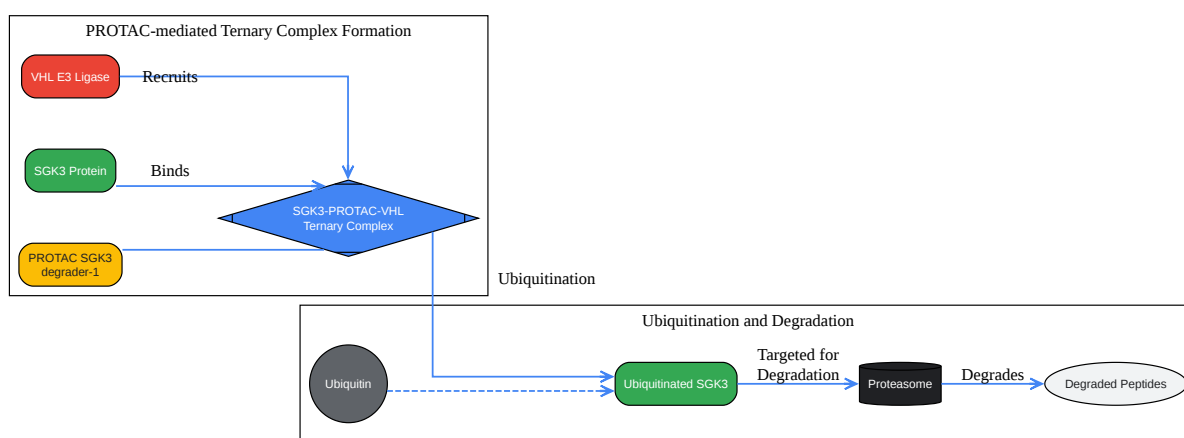 PROTAC-mediated Ternary Complex Formation
VHL E3 Ligase
Recruits
SGK3 Protein
Binds
SGK3-PROTAC-VHL
Ternary Complex
PROTAC SGK3
degrader-1
Ubiquitination
Ubiquitination and Degradation
Ubiquitin
Ubiquitinated SGK3
Targeted for
Degradation
Proteasome
Degrades
Degraded Peptides